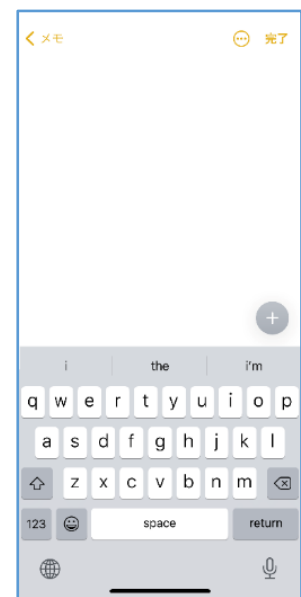 メモ 完了
i the i'm
q w e r t y u i o p
a s d f g h j k l
z x c v b n m
123 space return